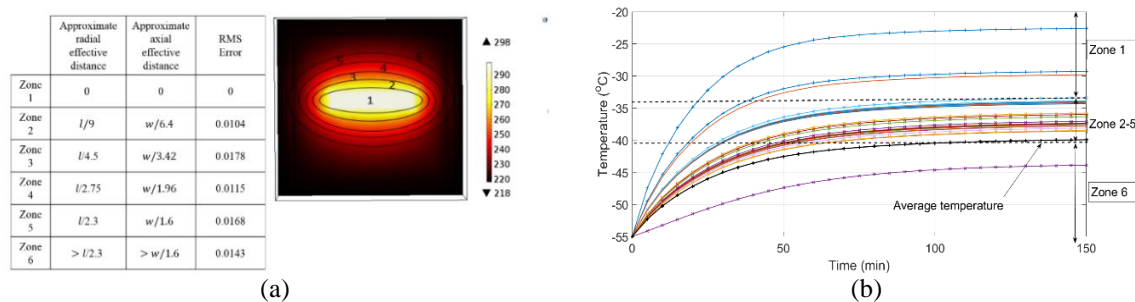 Approximate radial effective distance
Approximate axial effective distance
RMS Error
Zone 1
0
0
0
Zone 2
l/9
w/6.4
0.0104
Zone 3
l/4.5
w/3.42
0.0178
Zone 4
l/2.75
w/1.96
0.0115
Zone 5
l/2.3
w/1.6
0.0168
Zone 6
> l/2.3
> w/1.6
0.0143
5
4
3
2
1
▲ 298
290
280
270
260
250
240
230
220
▼ 218
(a)
(b)
Temperature (°C)
-20
-25
-30
-35
-40
-45
-50
-55
0
50
100
150
Time (min)
Zone 1
Zone 2-5
Zone 6
Average temperature